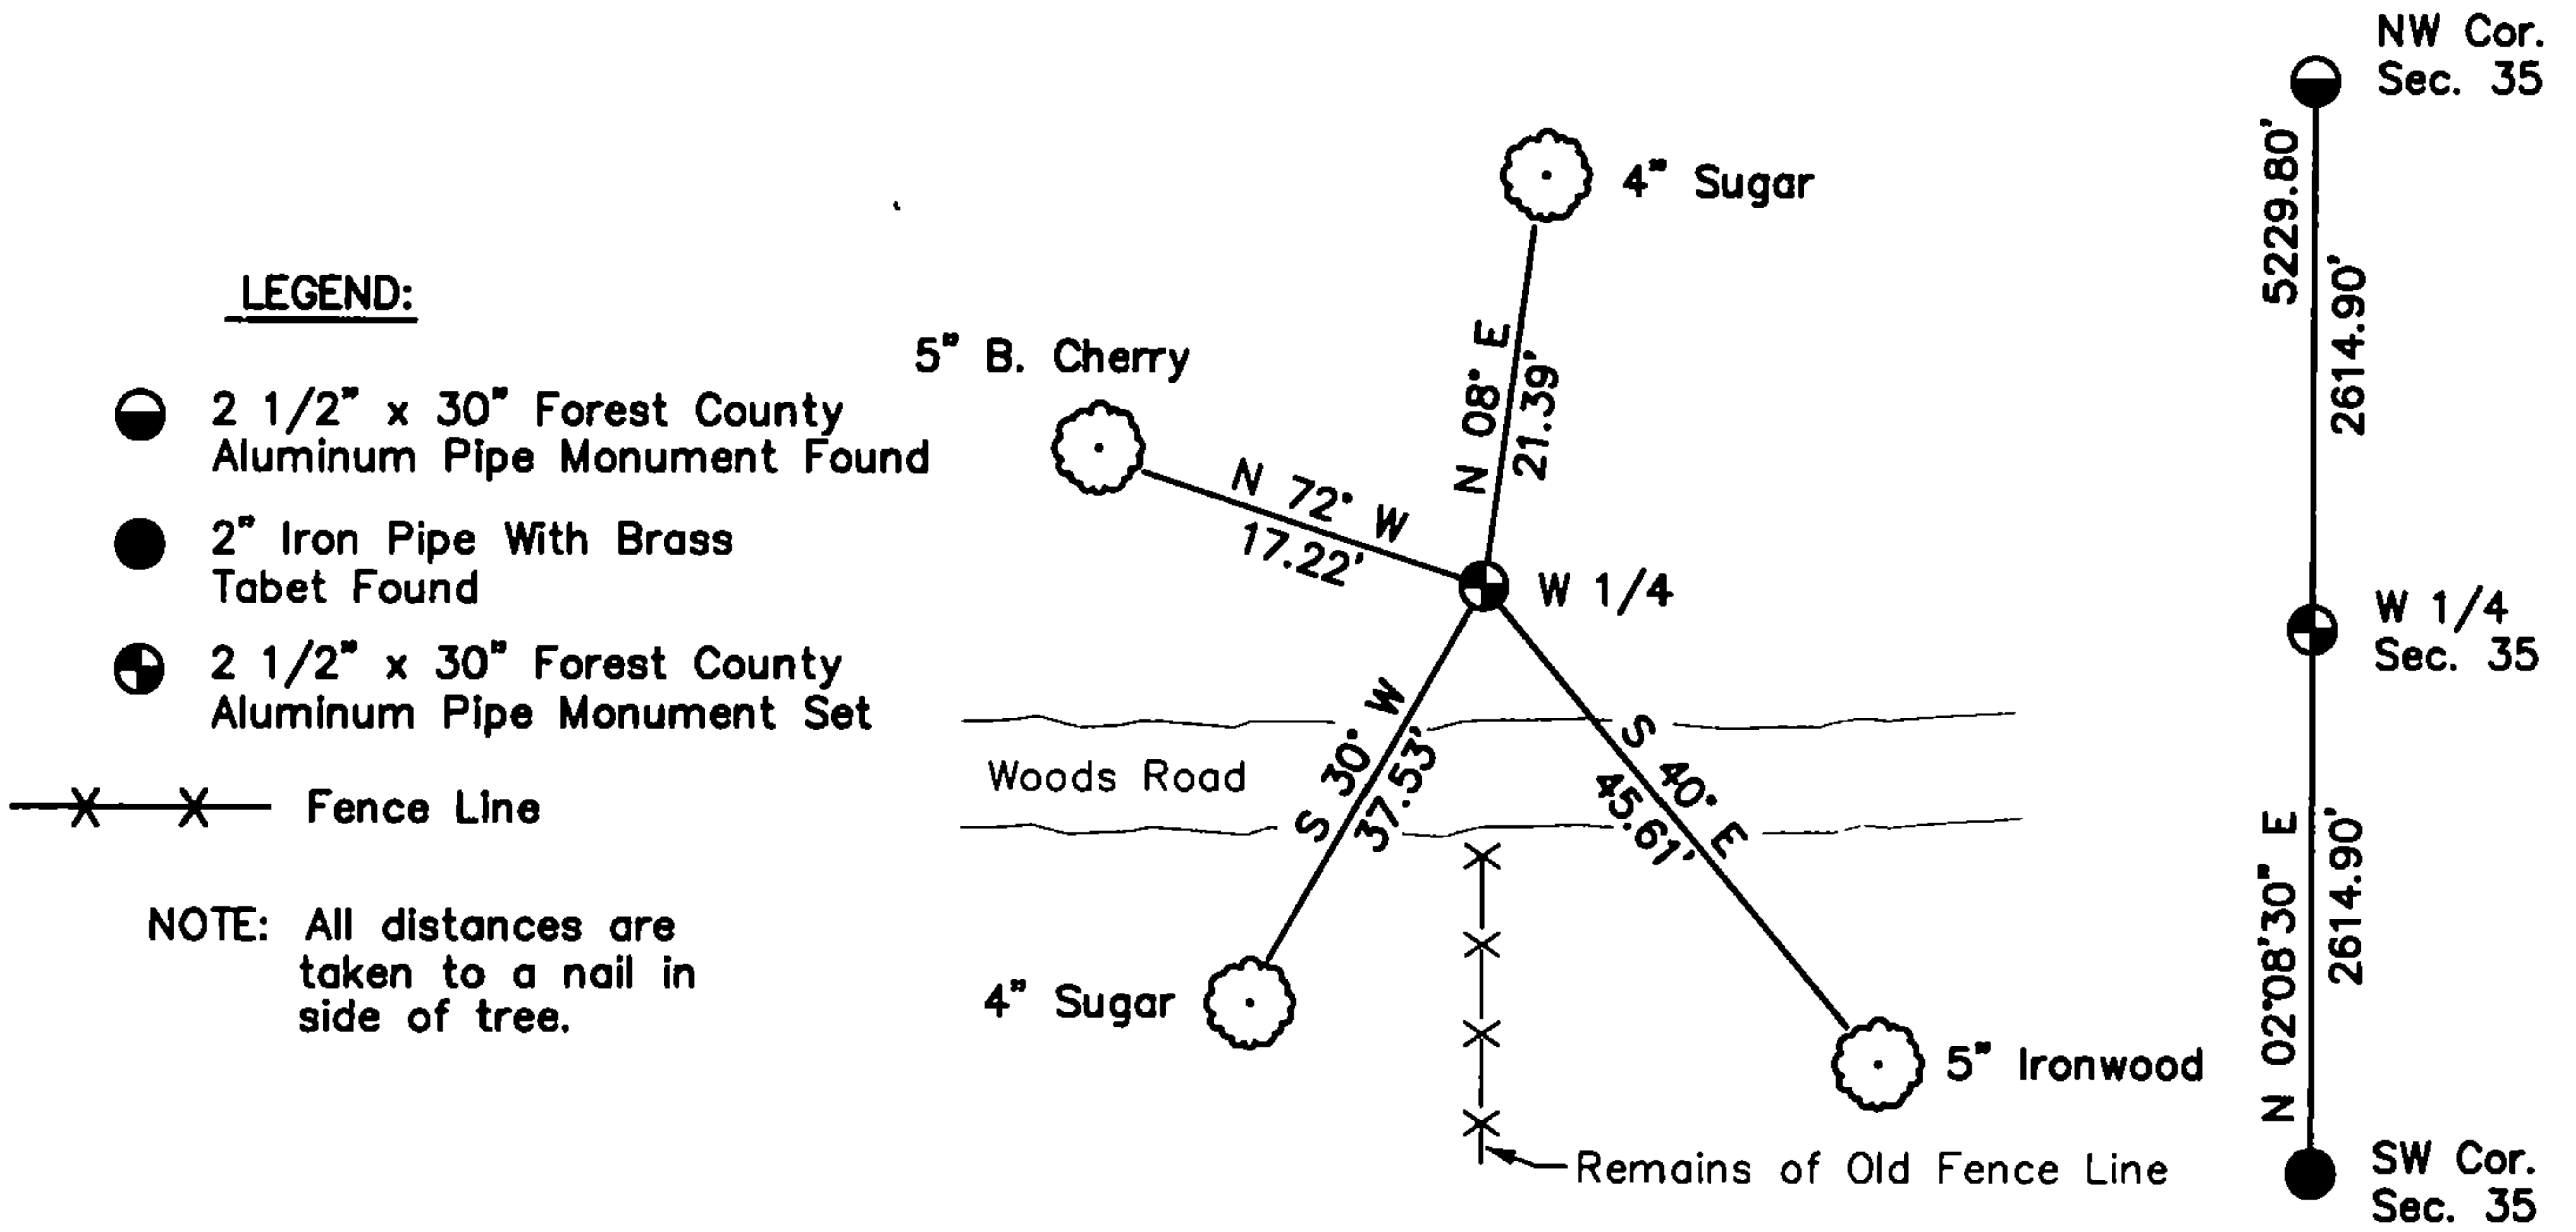 LEGEND:
2 1/2" x 30" Forest County
Aluminum Pipe Monument Found
2" Iron Pipe With Brass
Tabet Found
2 1/2" x 30" Forest County
Aluminum Pipe Monument Set
Fence Line
NOTE: All distances are
taken to a nail in
side of tree.
4" Sugar
5" B. Cherry
N 08° E
21.39'
N 72° W
17.22'
W 1/4
S 30° W
37.53'
S 40° E
45.61'
Woods Road
4" Sugar
5" Ironwood
Remains of Old Fence Line
NW Cor.
Sec. 35
5229.80'
2614.90'
W 1/4
Sec. 35
N 02°08'30" E
2614.90'
SW Cor.
Sec. 35